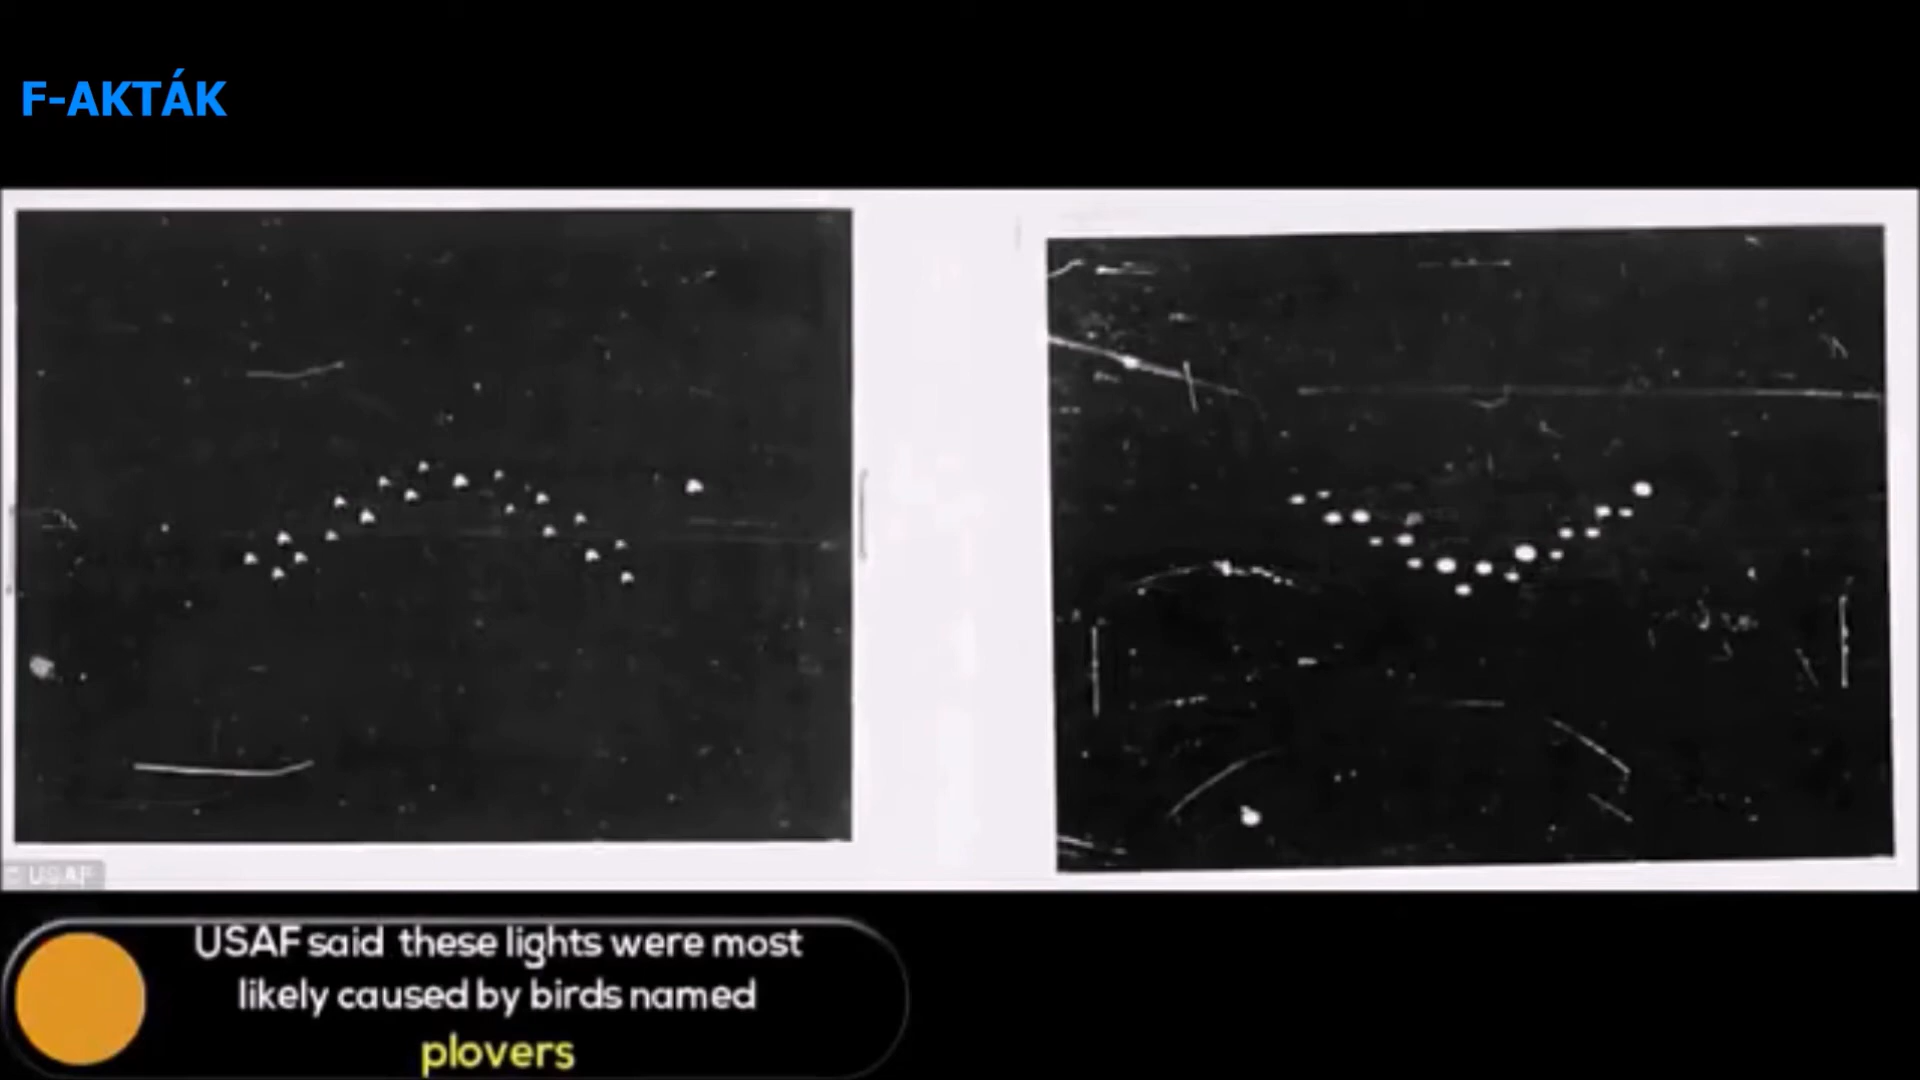 F-AKTÁK
© USAF
USAF said these lights were most
likely caused by birds named
plovers